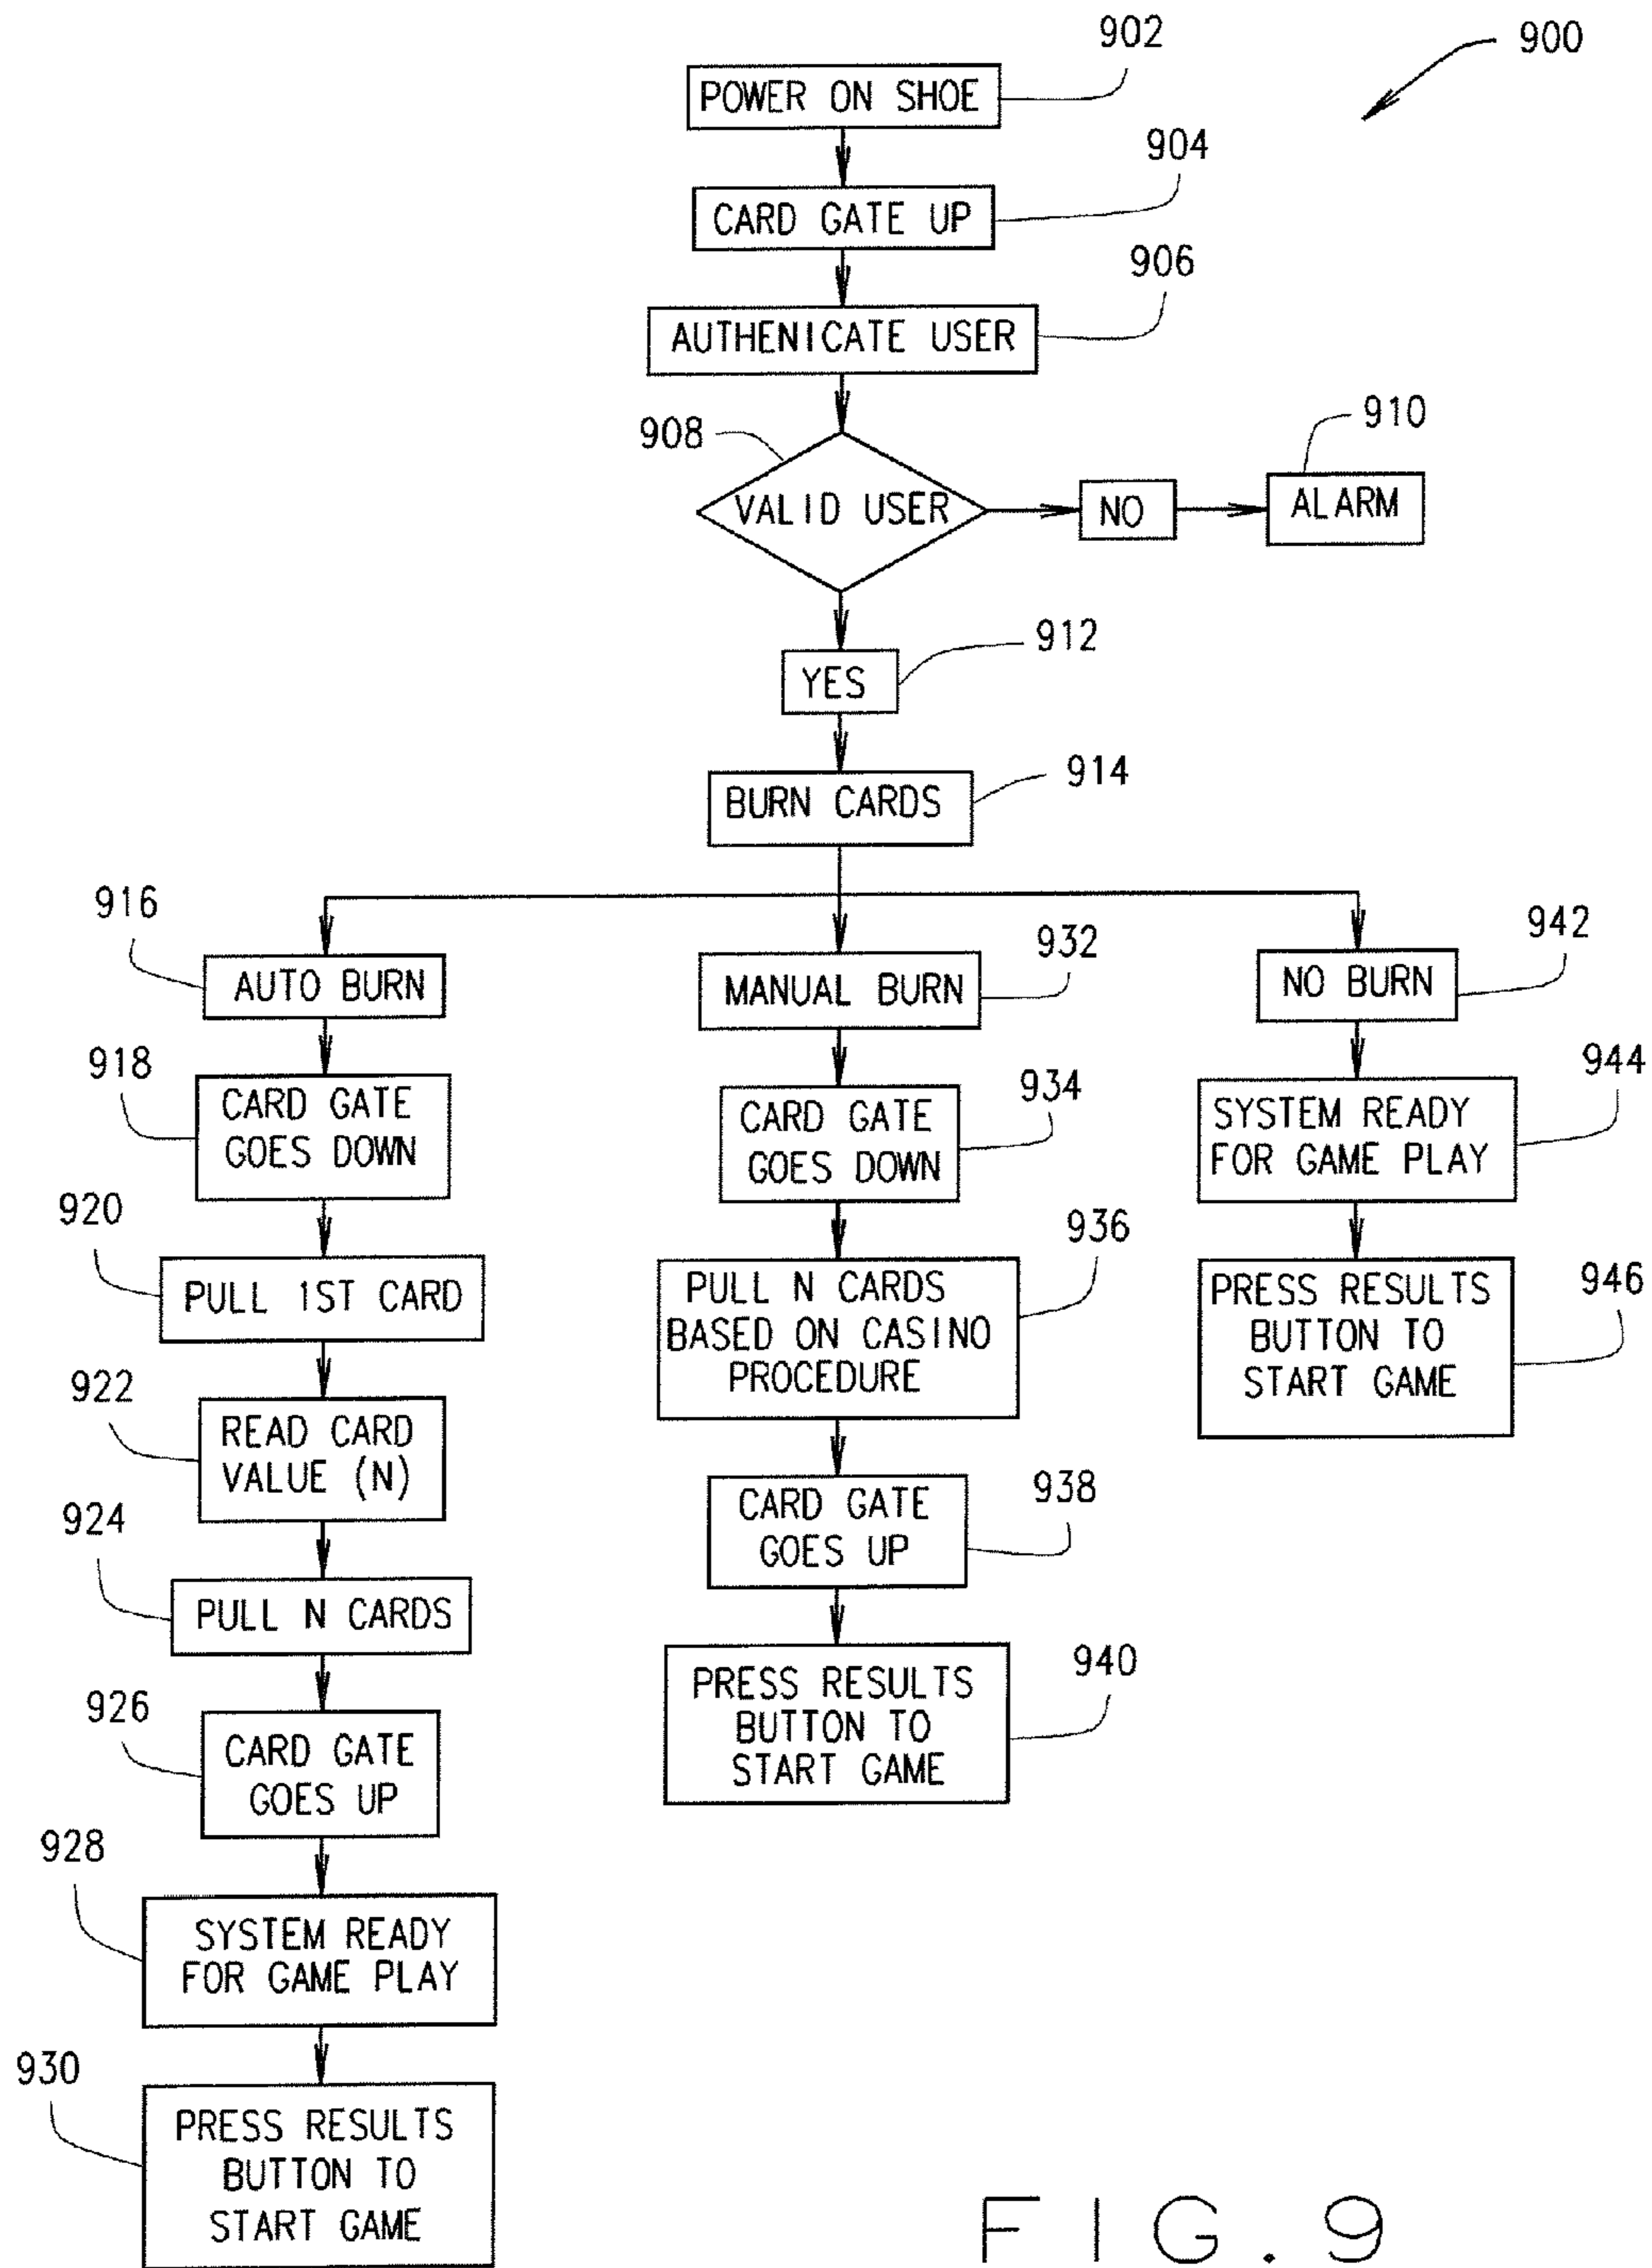 902
900
POWER ON SHOE
904
CARD GATE UP
906
AUTHENICATE USER
908
910
VALID USER
NO
ALARM
912
YES
914
BURN CARDS
916
AUTO BURN
918
CARD GATE
GOES DOWN
920
PULL 1ST CARD
922
READ CARD
VALUE (N)
924
PULL N CARDS
926
CARD GATE
GOES UP
928
SYSTEM READY
FOR GAME PLAY
930
PRESS RESULTS
BUTTON TO
START GAME
932
MANUAL BURN
934
CARD GATE
GOES DOWN
936
PULL N CARDS
BASED ON CASINO
PROCEDURE
938
CARD GATE
GOES UP
940
PRESS RESULTS
BUTTON TO
START GAME
942
NO BURN
944
SYSTEM READY
FOR GAME PLAY
946
PRESS RESULTS
BUTTON TO
START GAME
FIG. 9